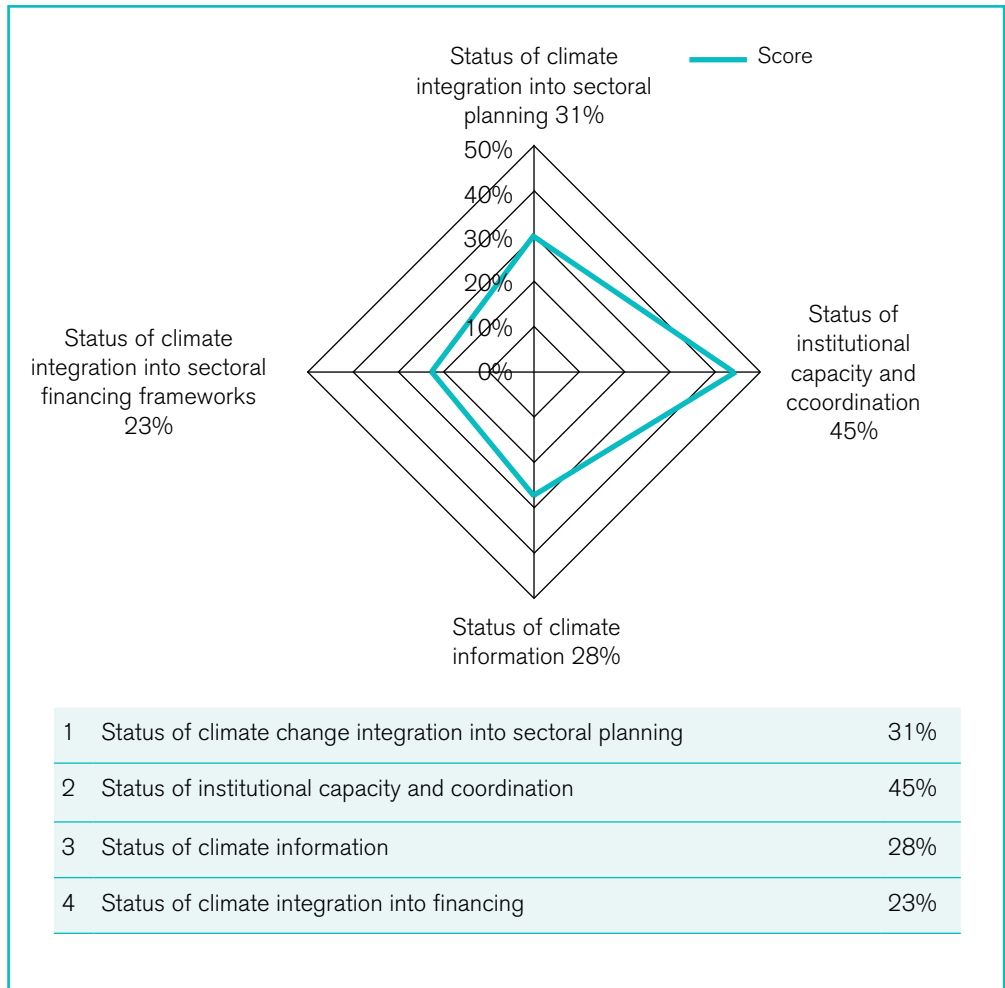 Status of climate
integration into sectoral
planning 31%
Score
50%
40%
30%
20%
10%
0%
Status of
institutional
capacity and
ccoordination
45%
Status of climate
integration into sectoral
financing frameworks
23%
Status of climate
information 28%
1 Status of climate change integration into sectoral planning 31%
2 Status of institutional capacity and coordination 45%
3 Status of climate information 28%
4 Status of climate integration into financing 23%